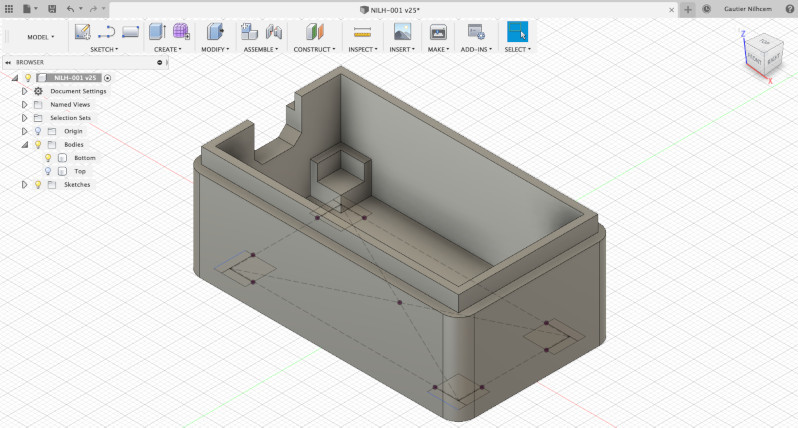 NILH-001 v25*
Gautier Nilhcem
MODEL
SKETCH
CREATE
MODIFY
ASSEMBLE
CONSTRUCT
INSPECT
INSERT
MAKE
ADD-INS
SELECT
BROWSER
NILH-001 v25
Document Settings
Named Views
Selection Sets
Origin
Bodies
Bottom
Top
Sketches
Z
TOP
FRONT
RIGHT
X